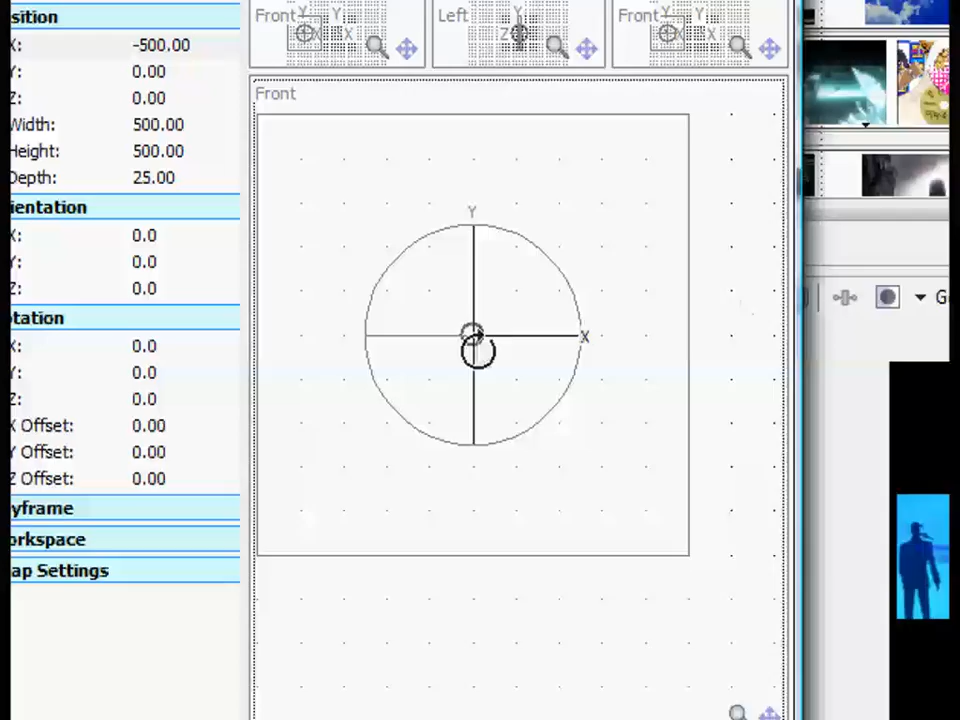 Front
Y
Y
X
Left
Y
Z
Front
Y
Y
X
sition
X: -500.00
Y: 0.00
Z: 0.00
Width: 500.00
Height: 500.00
Depth: 25.00
ientation
X: 0.0
Y: 0.0
Z: 0.0
tation
X: 0.0
Y: 0.0
Z: 0.0
X Offset: 0.00
Y Offset: 0.00
Z Offset: 0.00
yframe
orkspace
ap Settings
Front
Y
X
G